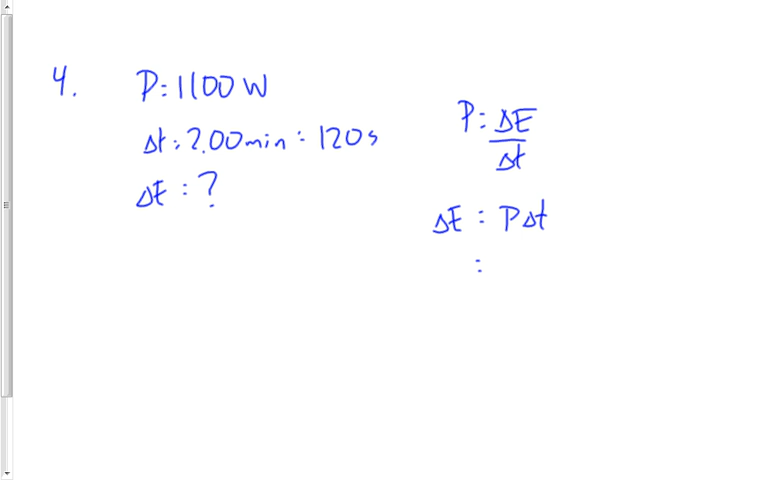 4. P = 1100 W
Δt = 2.00 min = 120 s
ΔE = ?
P = ΔE
Δt
ΔE = PΔt
=